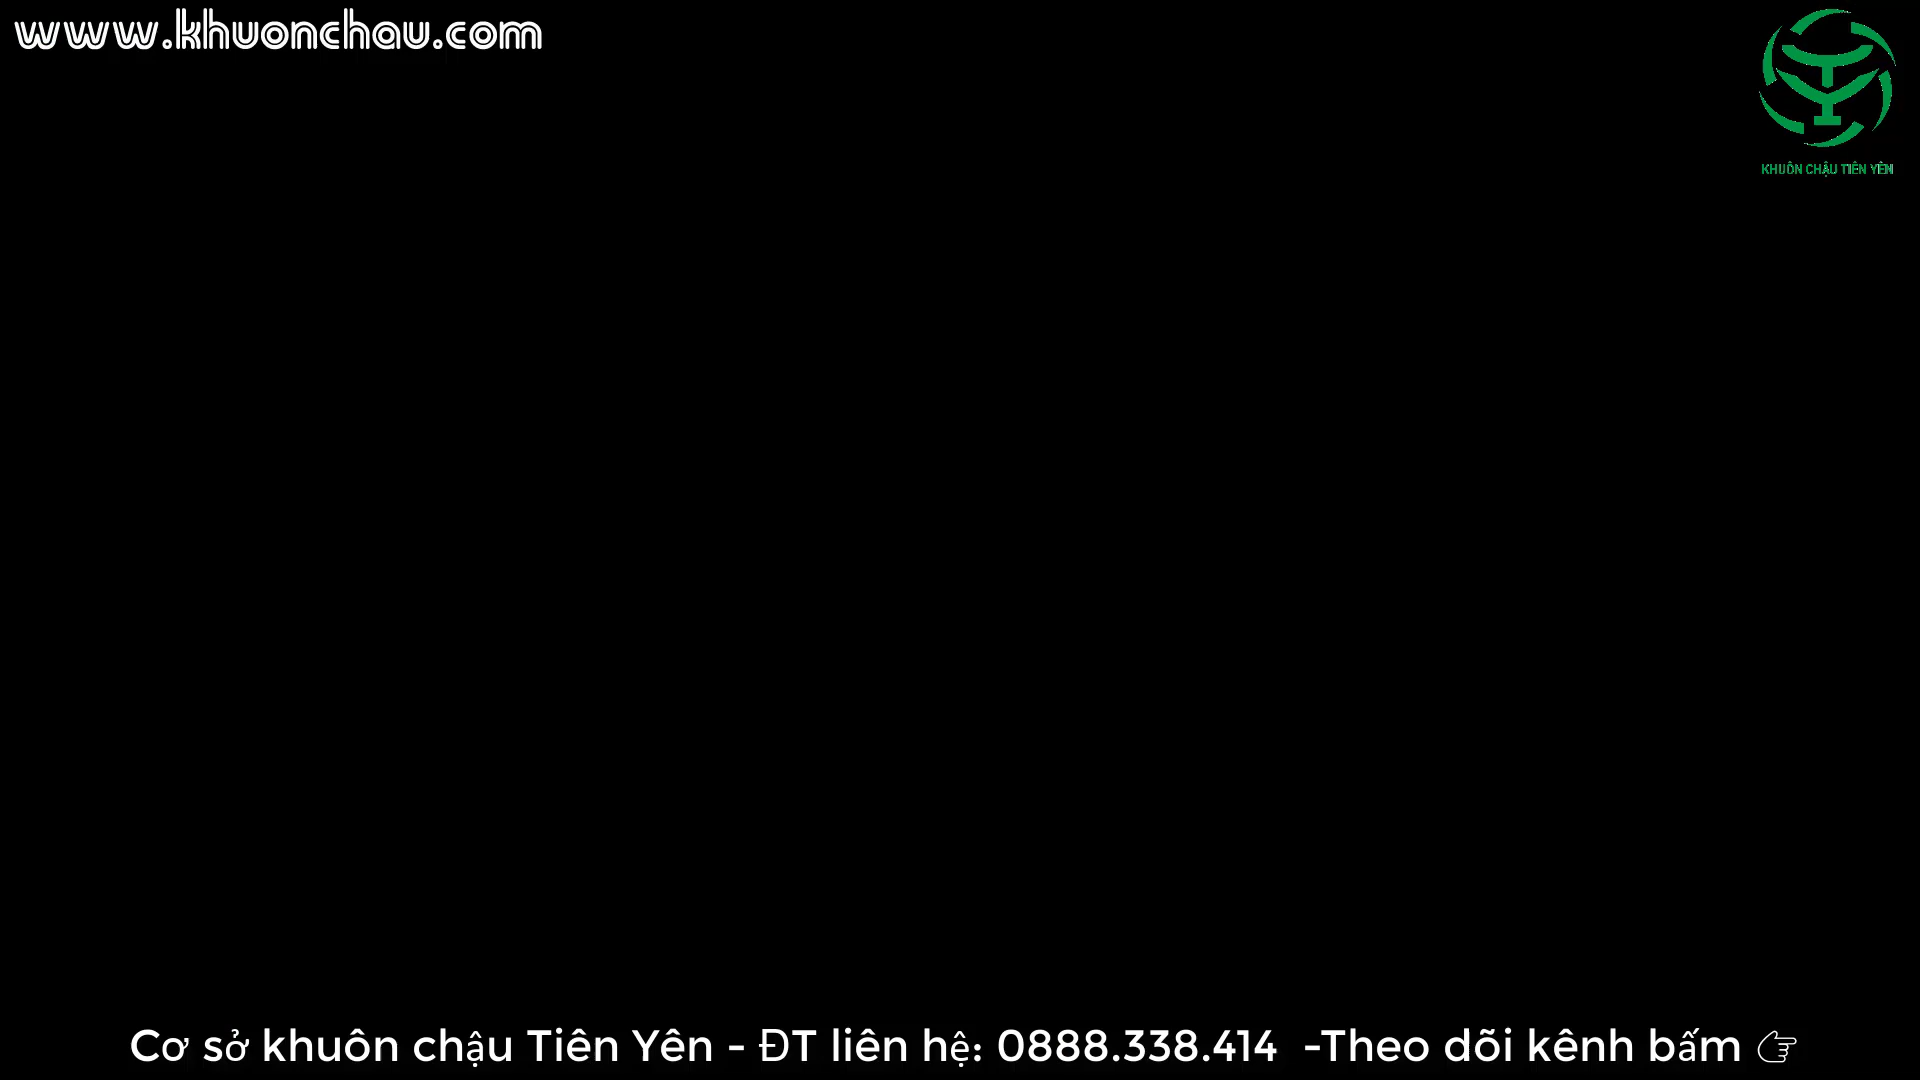 www.khuonchau.com
KHUÔN CHẬU TIÊN YÊN
Cơ sở khuôn chậu Tiên Yên - ĐT liên hệ: 0888.338.414 -Theo dõi kênh bấm 👉